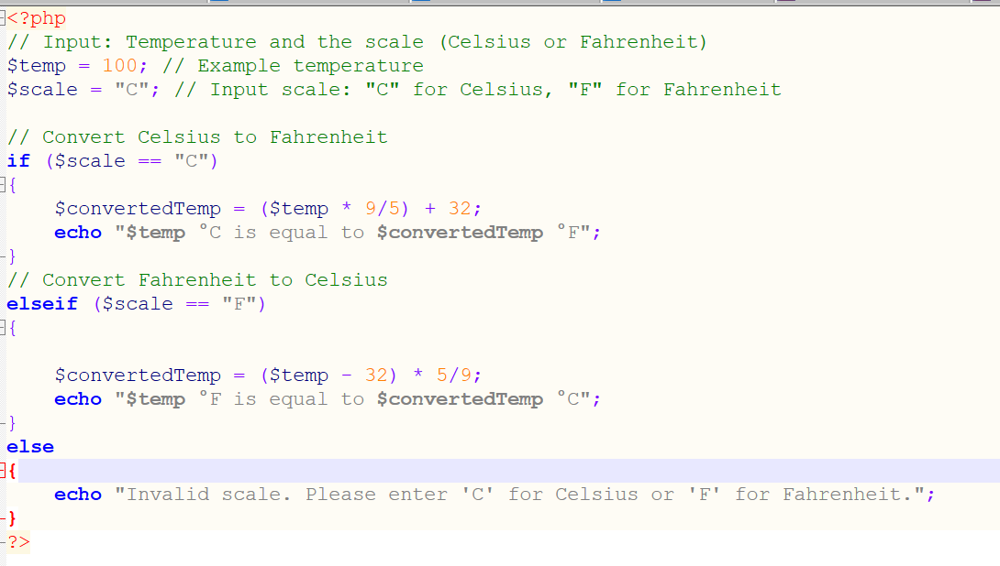 <?php
// Input: Temperature and the scale (Celsius or Fahrenheit)
$temp = 100; // Example temperature
$scale = "C"; // Input scale: "C" for Celsius, "F" for Fahrenheit

// Convert Celsius to Fahrenheit
if ($scale == "C")
{
    $convertedTemp = ($temp * 9/5) + 32;
    echo "$temp °C is equal to $convertedTemp °F";
}
// Convert Fahrenheit to Celsius
elseif ($scale == "F")
{

    $convertedTemp = ($temp - 32) * 5/9;
    echo "$temp °F is equal to $convertedTemp °C";
}
else
{
    echo "Invalid scale. Please enter 'C' for Celsius or 'F' for Fahrenheit.";
}
?>